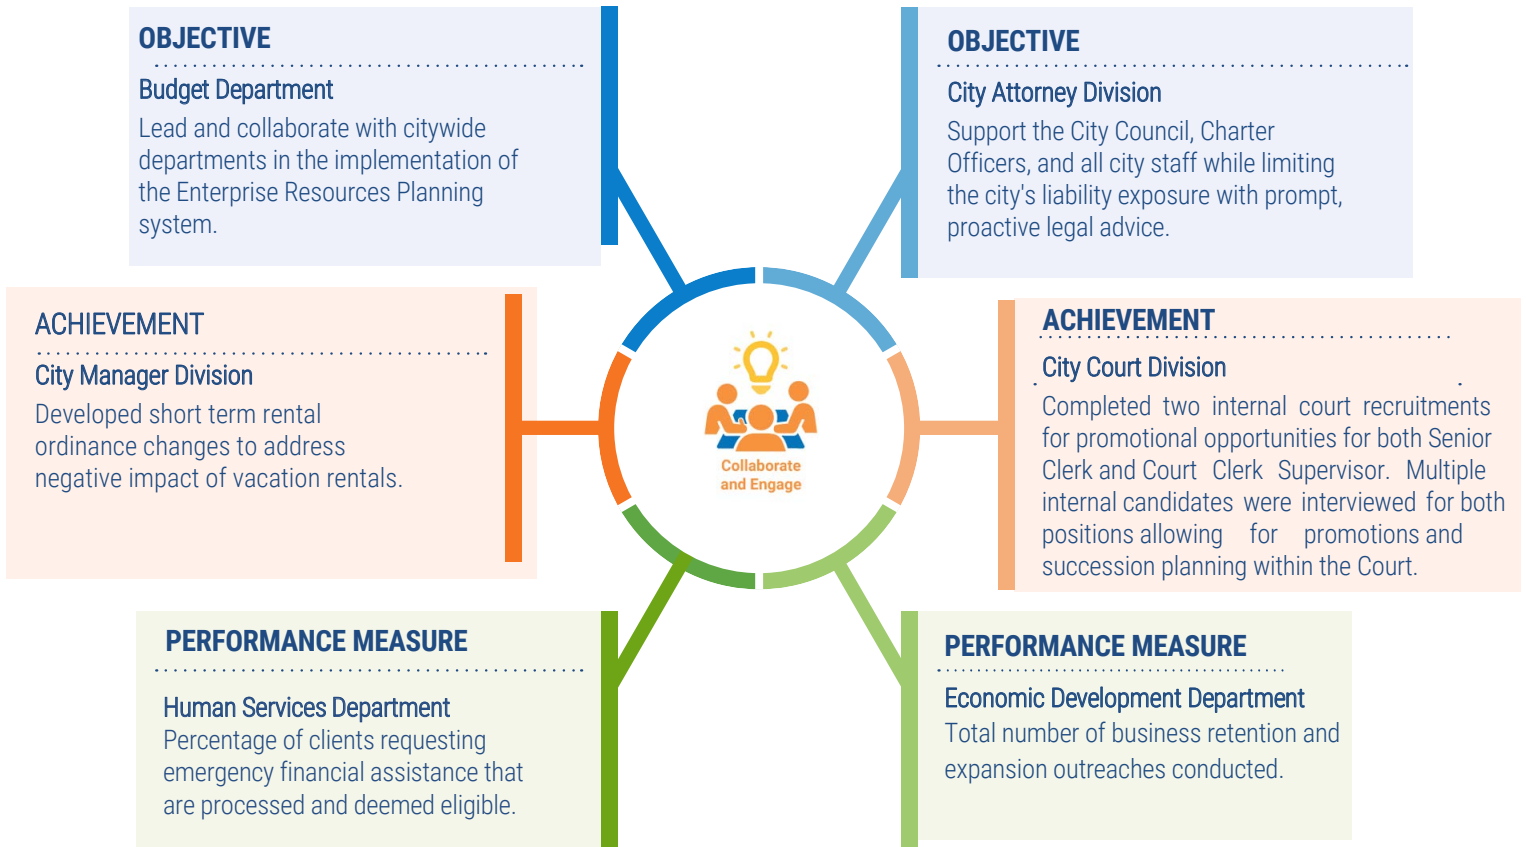 OBJECTIVE
Budget Department
Lead and collaborate with citywide
departments in the implementation of
the Enterprise Resources Planning
system.
OBJECTIVE
City Attorney Division
Support the City Council, Charter
Officers, and all city staff while limiting
the city's liability exposure with prompt,
proactive legal advice.
ACHIEVEMENT
City Manager Division
Developed short term rental
ordinance changes to address
negative impact of vacation rentals.
Collaborate
and Engage
ACHIEVEMENT
City Court Division
Completed two internal court recruitments
for promotional opportunities for both Senior
Clerk and Court Clerk Supervisor. Multiple
internal candidates were interviewed for both
positions allowing for promotions and
succession planning within the Court.
PERFORMANCE MEASURE
Human Services Department
Percentage of clients requesting
emergency financial assistance that
are processed and deemed eligible.
PERFORMANCE MEASURE
Economic Development Department
Total number of business retention and
expansion outreaches conducted.